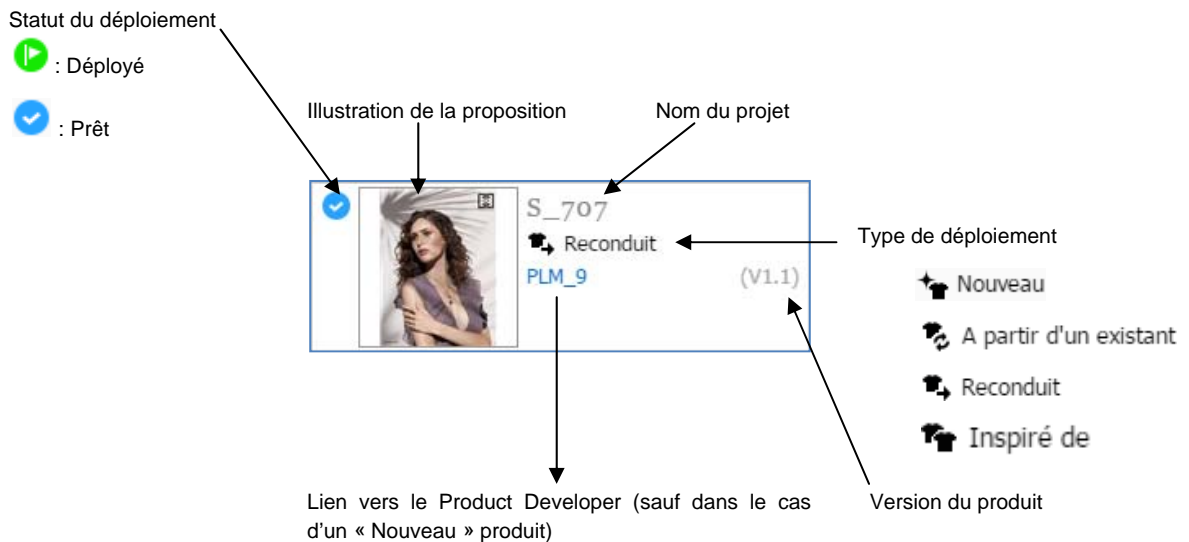 Statut du déploiement
: Déployé
: Prêt
Illustration de la proposition
Nom du projet
S_707
Reconduit
PLM_9
(V1.1)
Type de déploiement
Nouveau
A partir d'un existant
Reconduit
Inspiré de
Lien vers le Product Developer (sauf dans le cas
d'un « Nouveau » produit)
Version du produit